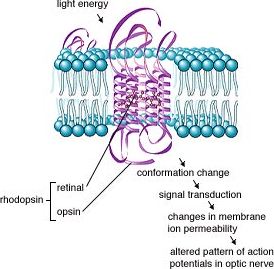 light energy
rhodopsin
retinal
opsin
conformation change
signal transduction
changes in membrane
ion permeability
altered pattern of action
potentials in optic nerve